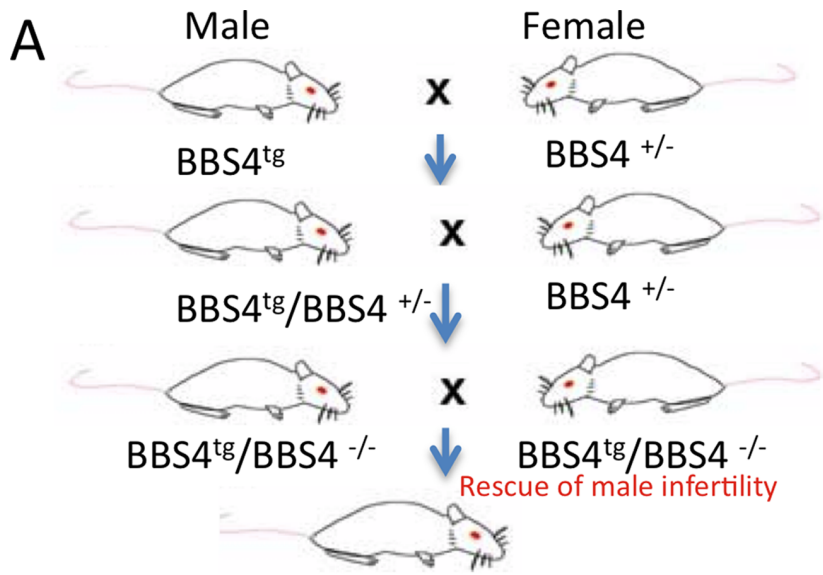 A
Male Female
x
BBS4tg BBS4 +/-
x
BBS4tg/BBS4 +/- BBS4 +/-
x
BBS4tg/BBS4 -/- BBS4tg/BBS4 -/-
Rescue of male infertility